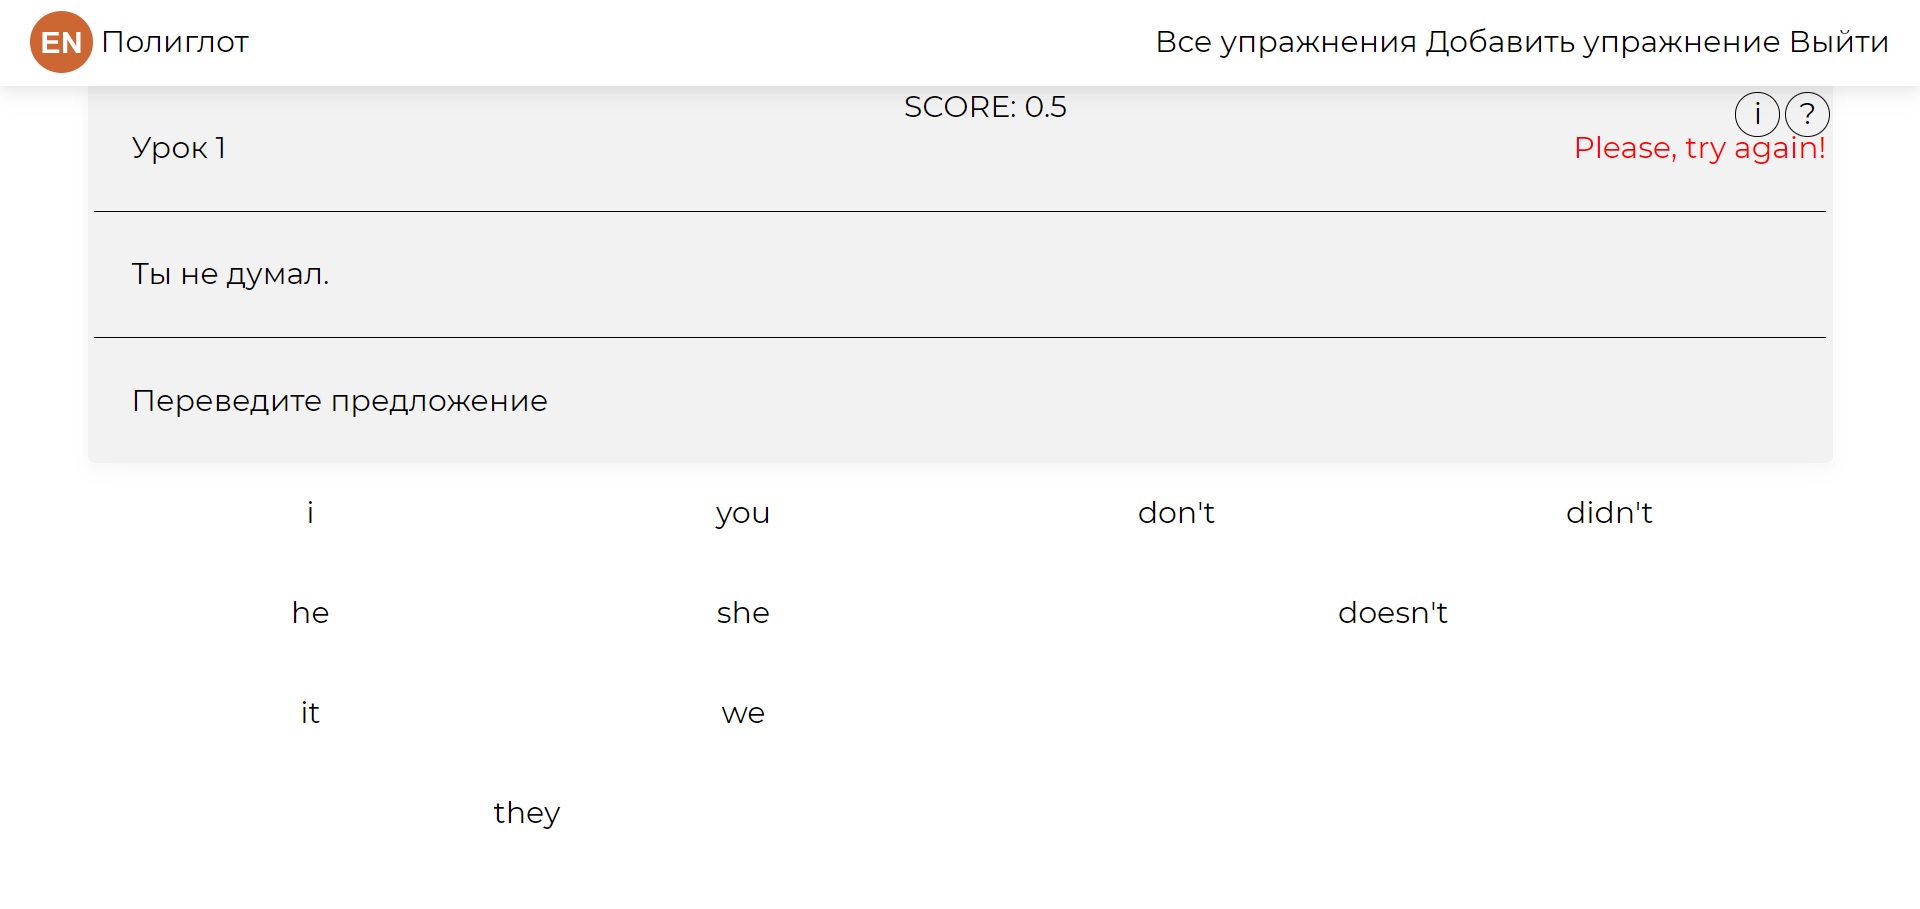 EN Полиглот Все упражнения Добавить упражнение Выйти
SCORE: 0.5 i ?
Урок 1 Please, try again!
Ты не думал.
Переведите предложение
i you don't didn't
he she doesn't
it we
they